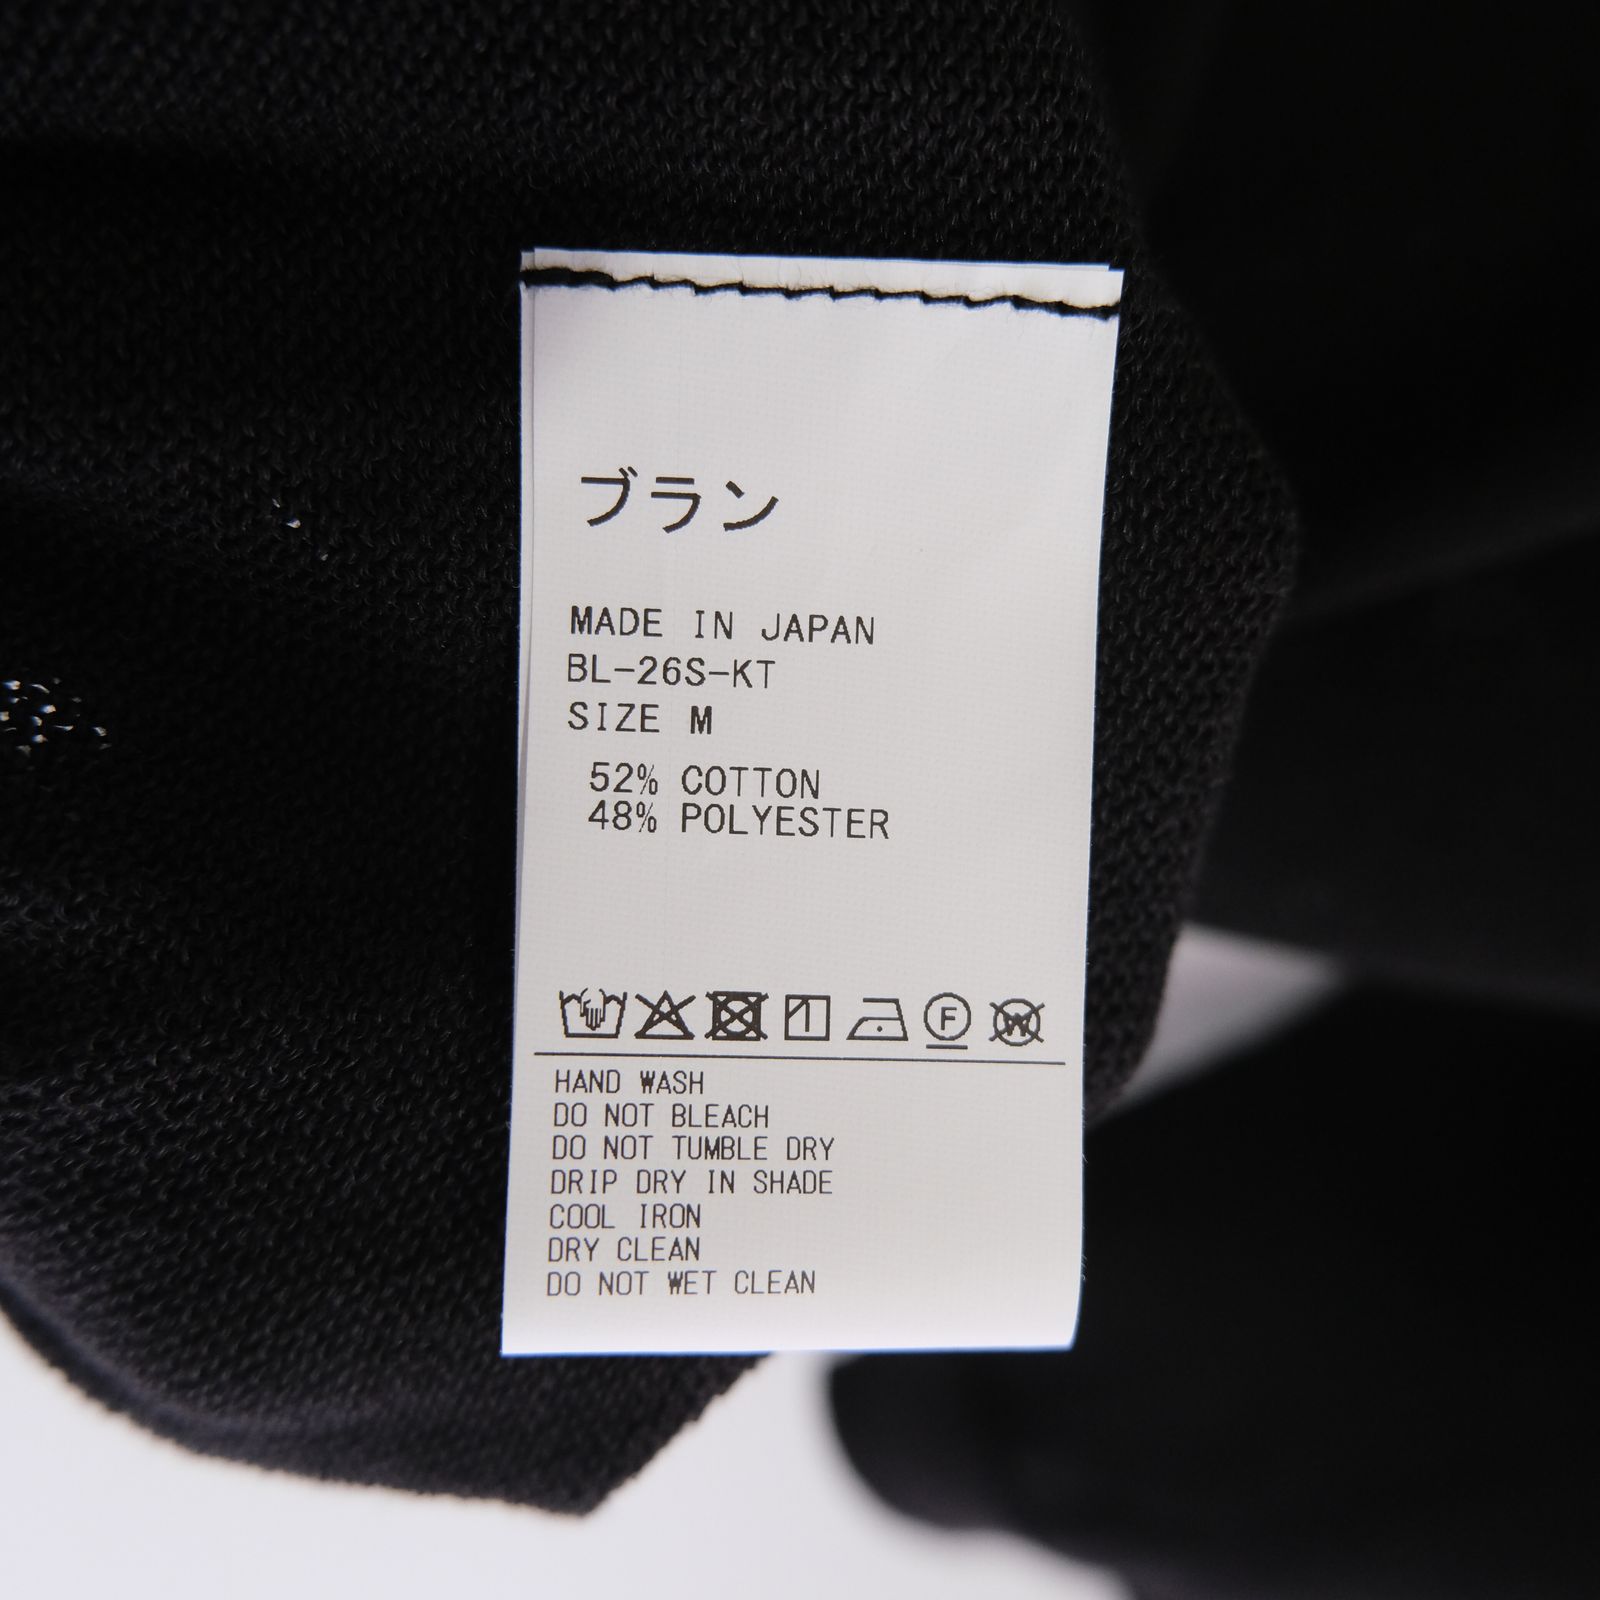 ブラン
MADE IN JAPAN
BL-26S-KT
SIZE M
52% COTTON
48% POLYESTER
F
W
HAND WASH
DO NOT BLEACH
DO NOT TUMBLE DRY
DRIP DRY IN SHADE
COOL IRON
DRY CLEAN
DO NOT WET CLEAN